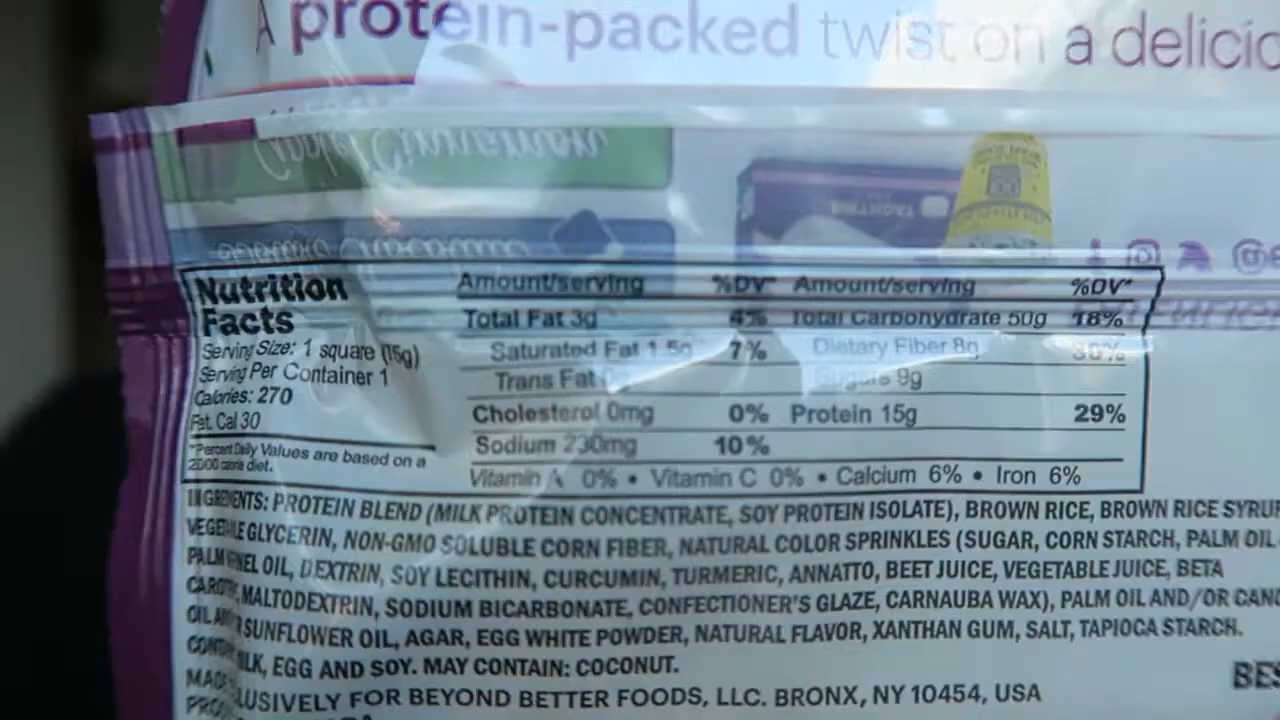 A protein-packed twist on a delicio
Apple Cinnamon
Nutrition
Facts
Serving Size: 1 square (15g)
Serving Per Container 1
Calories: 270
Fat. Cal 30
*Percent Daily Values are based on a
2000 calorie diet.
Amount/serving %DV* Amount/serving %DV*
Total Fat 3g 4% Total Carbohydrate 50g 18%
Saturated Fat 1.5g 7% Dietary Fiber 8g 30%
Trans Fat Sugars 9g
Cholesterol 0mg 0% Protein 15g 29%
Sodium 230mg 10%
Vitamin A 0% • Vitamin C 0% • Calcium 6% • Iron 6%
INGREDIENTS: PROTEIN BLEND (MILK PROTEIN CONCENTRATE, SOY PROTEIN ISOLATE), BROWN RICE, BROWN RICE SYRUP
VEGETABLE GLYCERIN, NON-GMO SOLUBLE CORN FIBER, NATURAL COLOR SPRINKLES (SUGAR, CORN STARCH, PALM OIL
PALM KERNEL OIL, DEXTRIN, SOY LECITHIN, CURCUMIN, TURMERIC, ANNATTO, BEET JUICE, VEGETABLE JUICE, BETA
MALTODEXTRIN, SODIUM BICARBONATE, CONFECTIONER'S GLAZE, CARNAUBA WAX), PALM OIL AND/OR CANO
SUNFLOWER OIL, AGAR, EGG WHITE POWDER, NATURAL FLAVOR, XANTHAN GUM, SALT, TAPIOCA STARCH.
MILK, EGG AND SOY. MAY CONTAIN: COCONUT.
LUSIVELY FOR BEYOND BETTER FOODS, LLC. BRONX, NY 10454, USA
BES